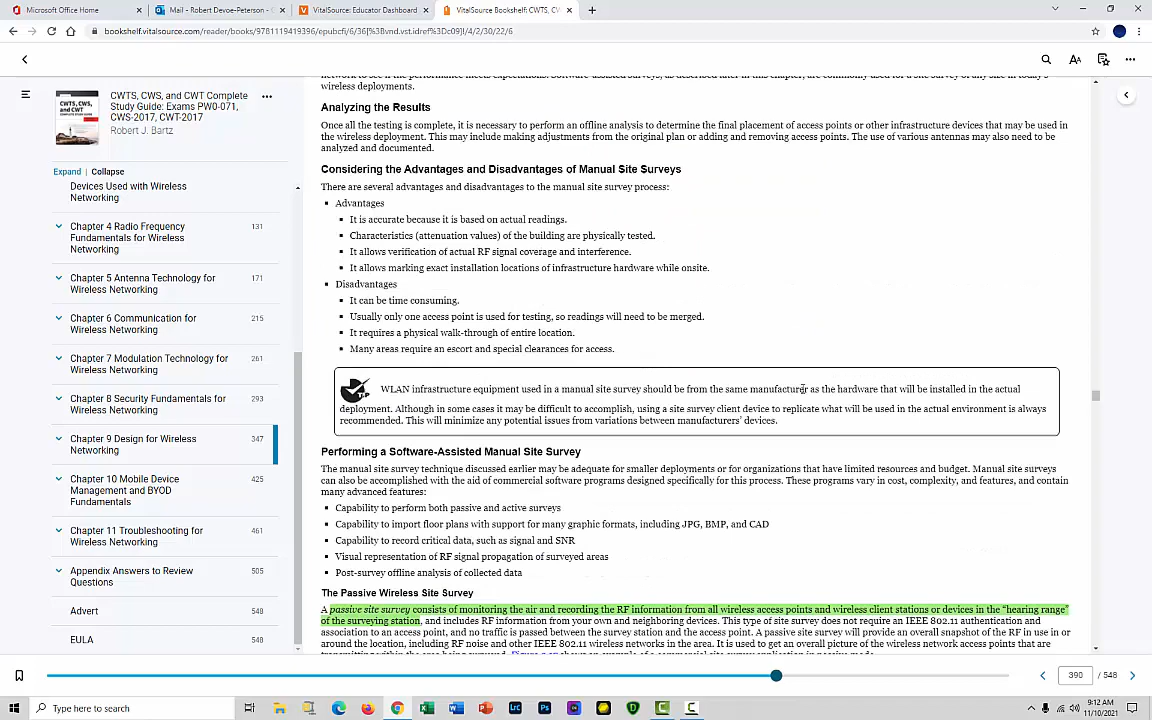 Microsoft Office Home
Mail - Robert Devoe-Peterson - O
VitalSource: Educator Dashboard
VitalSource Bookshelf: CWTS, CW
bookshelf.vitalsource.com/reader/books/9781119419396/epubcfi/6/36[%3Bvnd.vst.idref%3Dc09]!/4/2/30/22/6
CWTS, CWS, and CWT Complete
Study Guide: Exams PW0-071,
CWS-2017, CWT-2017
Robert J. Bartz
Expand | Collapse
Devices Used with Wireless
Networking
Chapter 4 Radio Frequency 131
Fundamentals for Wireless
Networking
Chapter 5 Antenna Technology for 171
Wireless Networking
Chapter 6 Communication for 215
Wireless Networking
Chapter 7 Modulation Technology for 261
Wireless Networking
Chapter 8 Security Fundamentals for 293
Wireless Networking
Chapter 9 Design for Wireless 347
Networking
Chapter 10 Mobile Device 425
Management and BYOD
Fundamentals
Chapter 11 Troubleshooting for 461
Wireless Networking
Appendix Answers to Review 505
Questions
Advert 548
EULA 548
network to see if the performance meets expectations. Software-assisted surveys, as described later in this chapter, are commonly used for a site survey of any size in today's
wireless deployments.
Analyzing the Results
Once all the testing is complete, it is necessary to perform an offline analysis to determine the final placement of access points or other infrastructure devices that may be used in
the wireless deployment. This may include making adjustments from the original plan or adding and removing access points. The use of various antennas may also need to be
analyzed and documented.
Considering the Advantages and Disadvantages of Manual Site Surveys
There are several advantages and disadvantages to the manual site survey process:
Advantages
It is accurate because it is based on actual readings.
Characteristics (attenuation values) of the building are physically tested.
It allows verification of actual RF signal coverage and interference.
It allows marking exact installation locations of infrastructure hardware while onsite.
Disadvantages
It can be time consuming.
Usually only one access point is used for testing, so readings will need to be merged.
It requires a physical walk-through of entire location.
Many areas require an escort and special clearances for access.
TIP WLAN infrastructure equipment used in a manual site survey should be from the same manufacturer as the hardware that will be installed in the actual
deployment. Although in some cases it may be difficult to accomplish, using a site survey client device to replicate what will be used in the actual environment is always
recommended. This will minimize any potential issues from variations between manufacturers' devices.
Performing a Software-Assisted Manual Site Survey
The manual site survey technique discussed earlier may be adequate for smaller deployments or for organizations that have limited resources and budget. Manual site surveys
can also be accomplished with the aid of commercial software programs designed specifically for this process. These programs vary in cost, complexity, and features, and contain
many advanced features:
Capability to perform both passive and active surveys
Capability to import floor plans with support for many graphic formats, including JPG, BMP, and CAD
Capability to record critical data, such as signal and SNR
Visual representation of RF signal propagation of surveyed areas
Post-survey offline analysis of collected data
The Passive Wireless Site Survey
A passive site survey consists of monitoring the air and recording the RF information from all wireless access points and wireless client stations or devices in the "hearing range"
of the surveying station, and includes RF information from your own and neighboring devices. This type of site survey does not require an IEEE 802.11 authentication and
association to an access point, and no traffic is passed between the survey station and the access point. A passive site survey will provide an overall snapshot of the RF in use in or
around the location, including RF noise and other IEEE 802.11 wireless networks in the area. It is used to get an overall picture of the wireless network access points that are
390 / 548
Type here to search
9:12 AM
11/10/2021